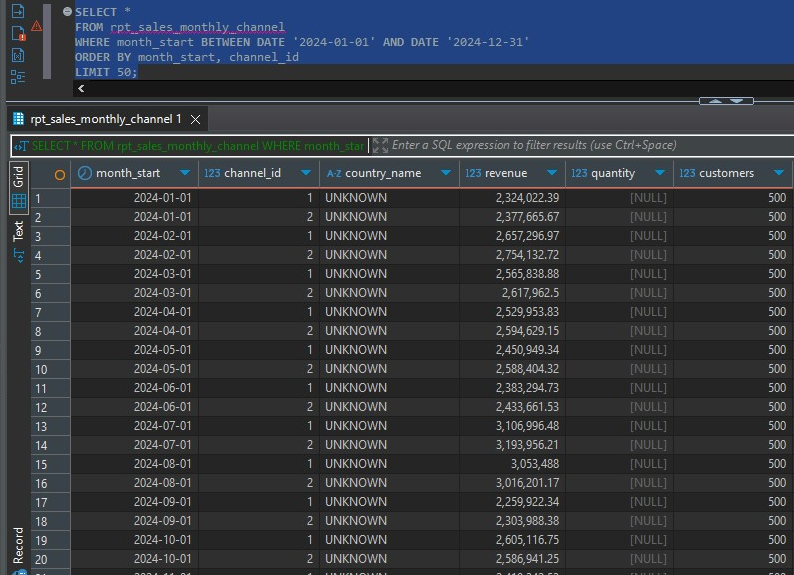 SELECT *
FROM rpt_sales_monthly_channel
WHERE month_start BETWEEN DATE '2024-01-01' AND DATE '2024-12-31'
ORDER BY month_start, channel_id
LIMIT 50;
rpt_sales_monthly_channel 1
SELECT * FROM rpt_sales_monthly_channel WHERE month_star Enter a SQL expression to filter results (use Ctrl+Space)
Grid
Text
Record
month_start 123 channel_id A-Z country_name 123 revenue 123 quantity 123 customers
1 2024-01-01 1 UNKNOWN 2,324,022.39 [NULL] 500
2 2024-01-01 2 UNKNOWN 2,377,665.67 [NULL] 500
3 2024-02-01 1 UNKNOWN 2,657,296.97 [NULL] 500
4 2024-02-01 2 UNKNOWN 2,754,132.72 [NULL] 500
5 2024-03-01 1 UNKNOWN 2,565,838.88 [NULL] 500
6 2024-03-01 2 UNKNOWN 2,617,962.5 [NULL] 500
7 2024-04-01 1 UNKNOWN 2,529,953.83 [NULL] 500
8 2024-04-01 2 UNKNOWN 2,594,629.15 [NULL] 500
9 2024-05-01 1 UNKNOWN 2,450,949.34 [NULL] 500
10 2024-05-01 2 UNKNOWN 2,588,404.32 [NULL] 500
11 2024-06-01 1 UNKNOWN 2,383,294.73 [NULL] 500
12 2024-06-01 2 UNKNOWN 2,433,661.53 [NULL] 500
13 2024-07-01 1 UNKNOWN 3,106,996.48 [NULL] 500
14 2024-07-01 2 UNKNOWN 3,193,956.21 [NULL] 500
15 2024-08-01 1 UNKNOWN 3,053,488 [NULL] 500
16 2024-08-01 2 UNKNOWN 3,016,201.17 [NULL] 500
17 2024-09-01 1 UNKNOWN 2,259,922.34 [NULL] 500
18 2024-09-01 2 UNKNOWN 2,303,988.38 [NULL] 500
19 2024-10-01 1 UNKNOWN 2,605,116.75 [NULL] 500
20 2024-10-01 2 UNKNOWN 2,586,941.25 [NULL] 500